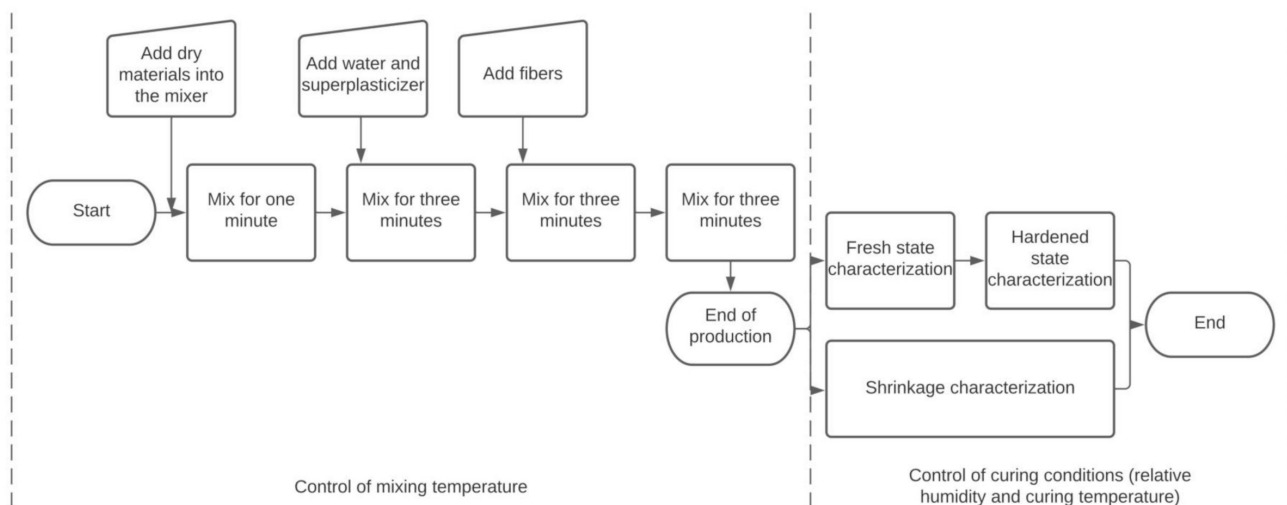 Add dry
materials into
the mixer
Add water and
superplasticizer
Add fibers
Start
Mix for one
minute
Mix for three
minutes
Mix for three
minutes
Mix for three
minutes
End of
production
Fresh state
characterization
Hardened
state
characterization
Shrinkage characterization
End
Control of mixing temperature
Control of curing conditions (relative
humidity and curing temperature)